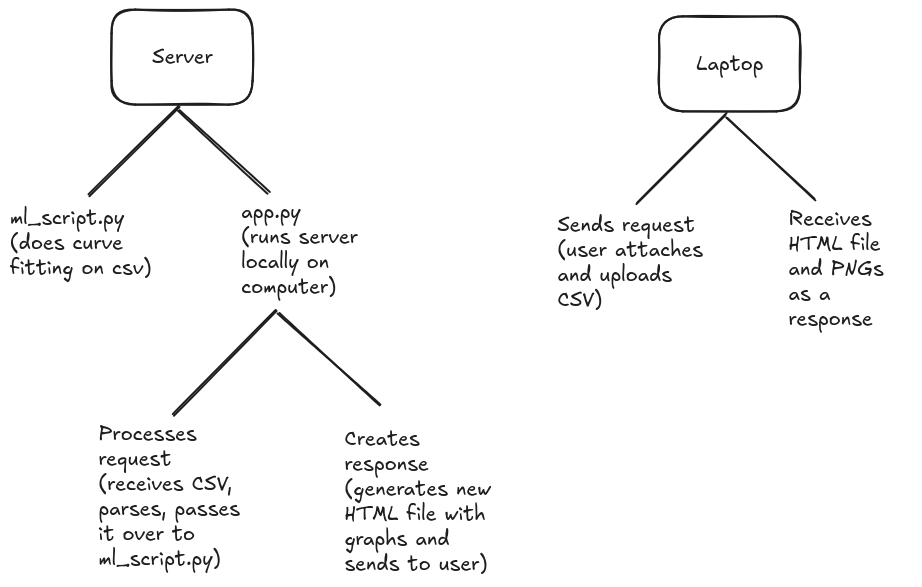 Server
Laptop
ml_script.py
(does curve
fitting on csv)
app.py
(runs server
locally on
computer)
Sends request
(user attaches
and uploads
CSV)
Receives
HTML file
and PNGs
as a
response
Processes
request
(receives CSV,
parses, passes
it over to
ml_script.py)
Creates
response
(generates new
HTML file with
graphs and
sends to user)